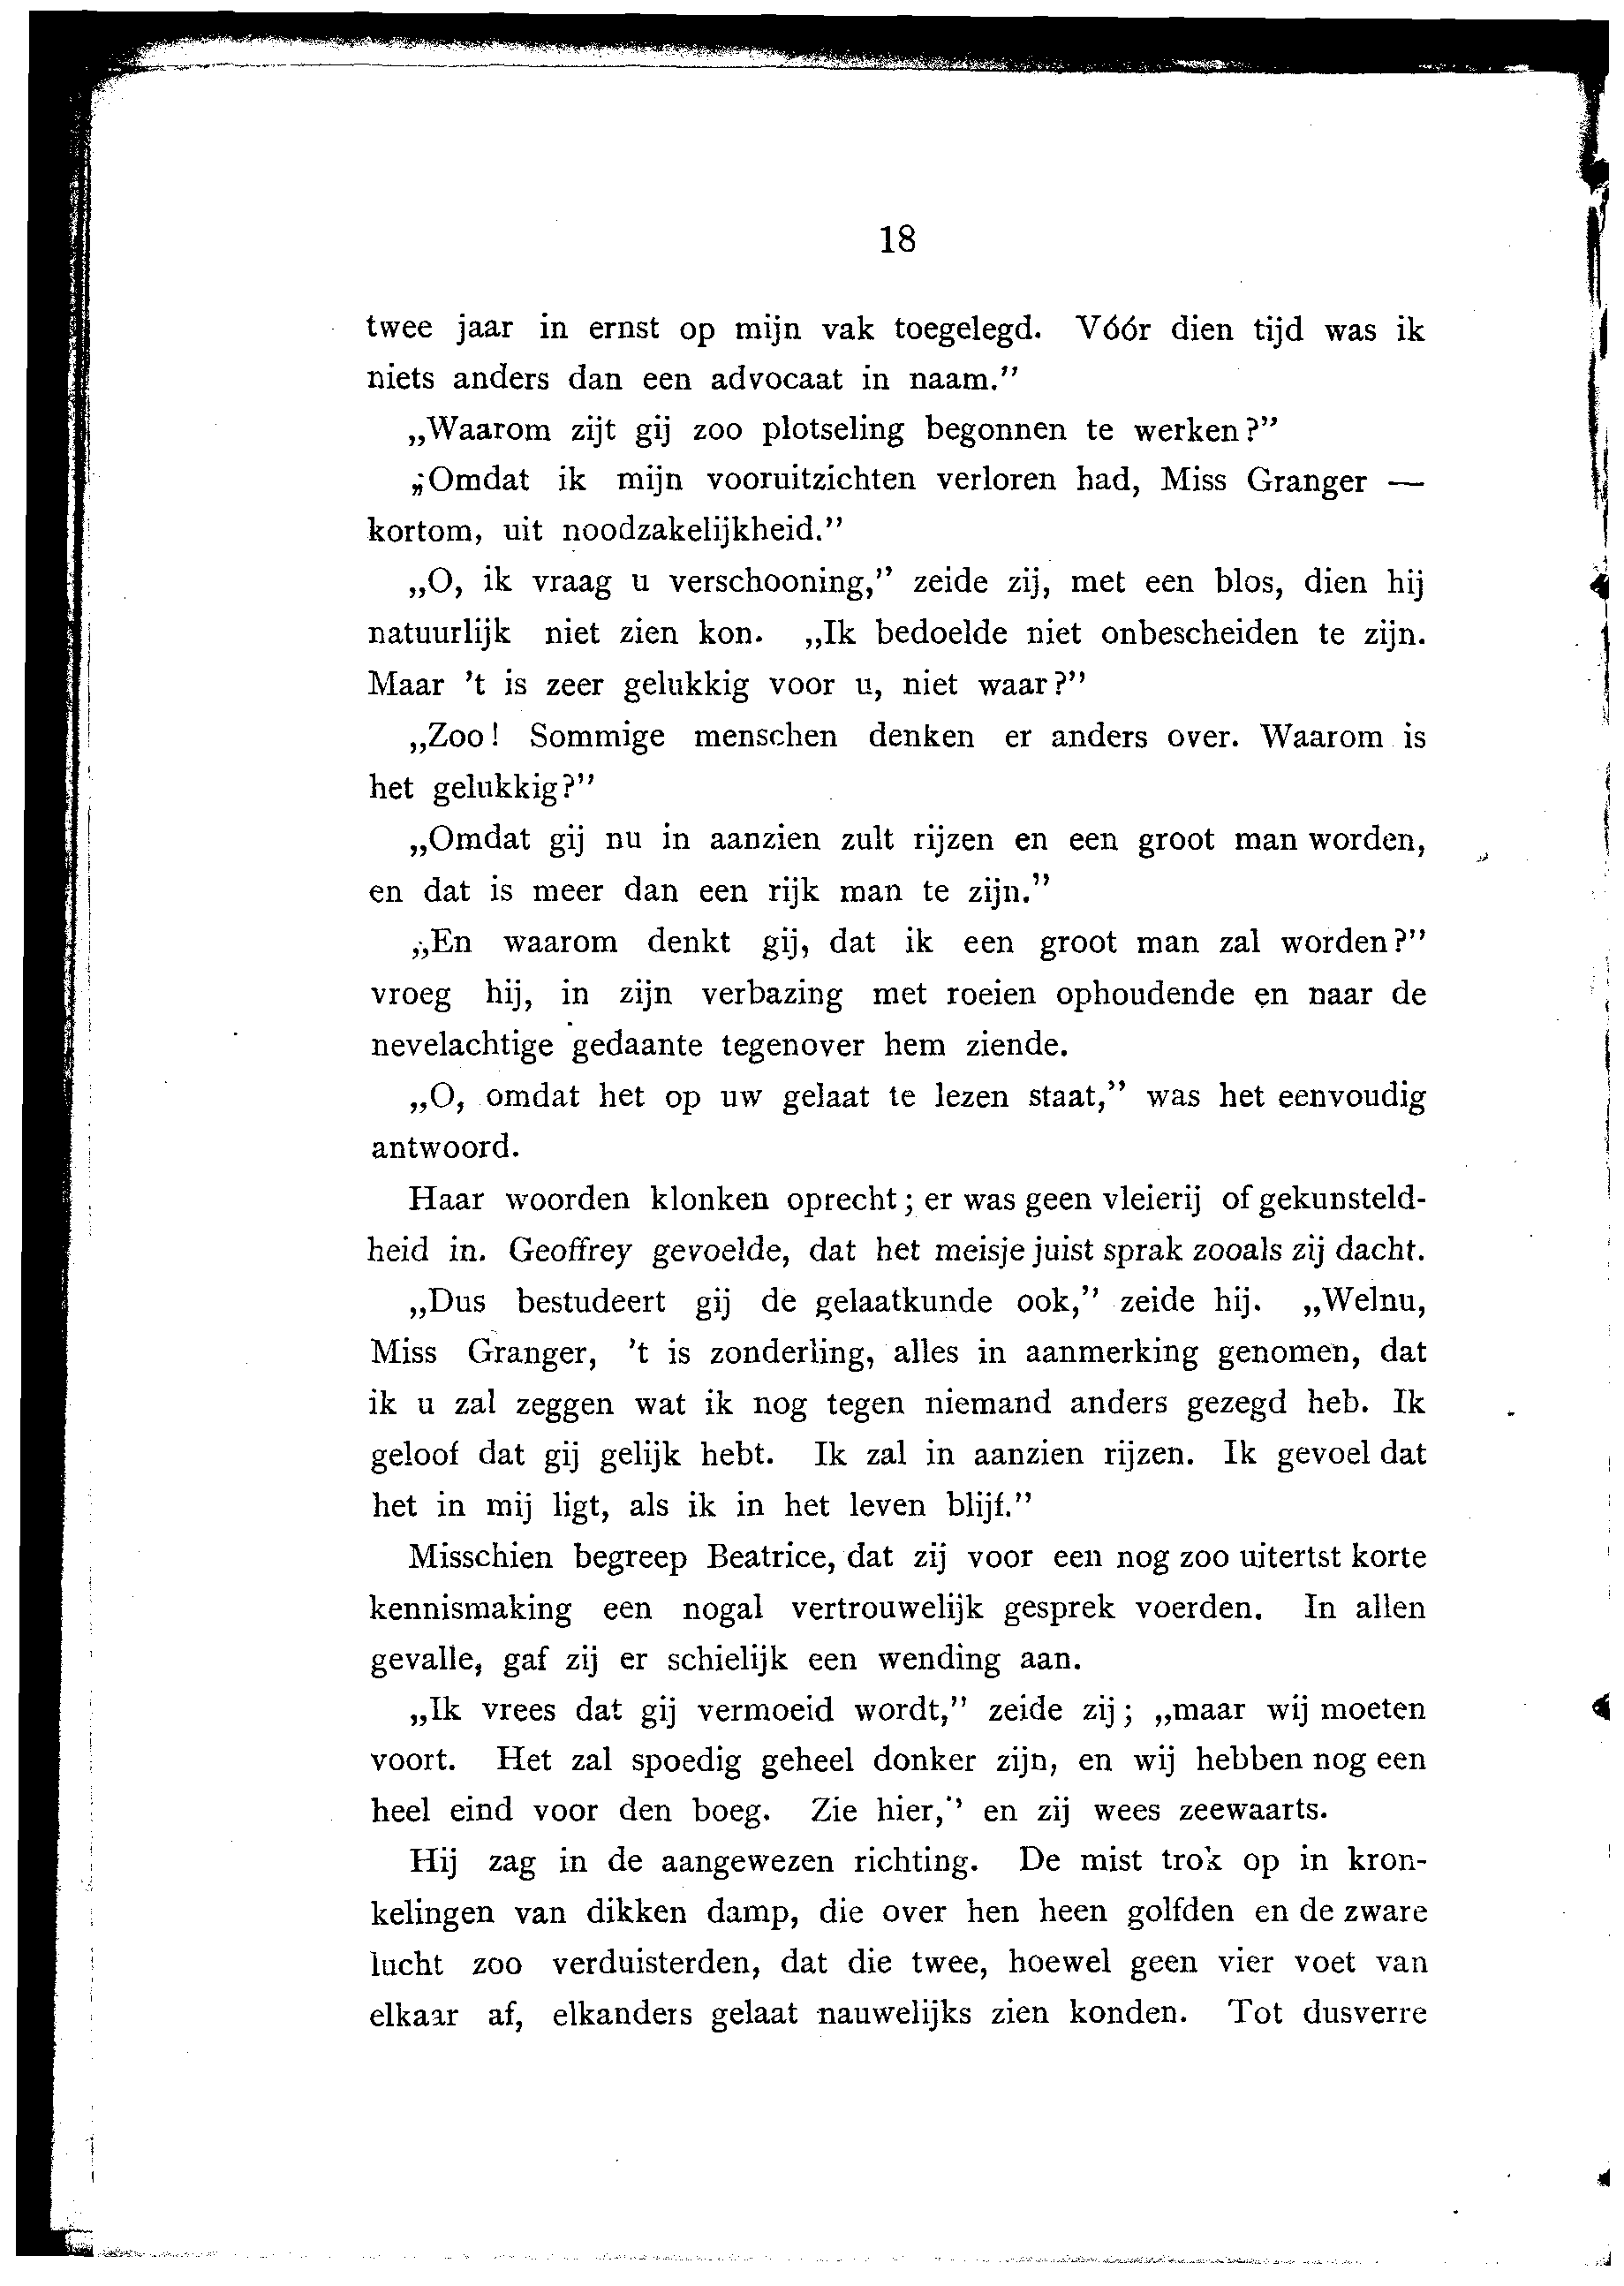 18
twee jaar in ernst op mijn vak toegelegd. Vóór dien tijd was ik
niets anders dan een advocaat in naam.”
„Waarom zijt gij zoo plotseling begonnen te werken?”
„Omdat ik mijn vooruitzichten verloren had, Miss Granger —
kortom, uit noodzakelijkheid.”
„O, ik vraag u verschooning,” zeide zij, met een blos, dien hij
natuurlijk niet zien kon. „Ik bedoelde niet onbescheiden te zijn.
Maar 't is zeer gelukkig voor u, niet waar?”
„Zoo! Sommige menschen denken er anders over. Waarom is
het gelukkig?”
„Omdat gij nu in aanzien zult rijzen en een groot man worden,
en dat is meer dan een rijk man te zijn.”
„En waarom denkt gij, dat ik een groot man zal worden?”
vroeg hij, in zijn verbazing met roeien ophoudende en naar de
nevelachtige gedaante tegenover hem ziende.
„O, omdat het op uw gelaat te lezen staat,” was het eenvoudig
antwoord.
Haar woorden klonken oprecht; er was geen vleierij of gekunsteld-
heid in. Geoffrey gevoelde, dat het meisje juist sprak zooals zij dacht.
„Dus bestudeert gij de gelaatkunde ook,” zeide hij. „Welnu,
Miss Granger, 't is zonderling, alles in aanmerking genomen, dat
ik u zal zeggen wat ik nog tegen niemand anders gezegd heb. Ik
geloof dat gij gelijk hebt. Ik zal in aanzien rijzen. Ik gevoel dat
het in mij ligt, als ik in het leven blijf.”
Misschien begreep Beatrice, dat zij voor een nog zoo uitertst korte
kennismaking een nogal vertrouwelijk gesprek voerden. In allen
gevalle, gaf zij er schielijk een wending aan.
„Ik vrees dat gij vermoeid wordt,” zeide zij; „maar wij moeten
voort. Het zal spoedig geheel donker zijn, en wij hebben nog een
heel eind voor den boeg. Zie hier,” en zij wees zeewaarts.
Hij zag in de aangewezen richting. De mist trok op in kron-
kelingen van dikken damp, die over hen heen golfden en de zware
lucht zoo verduisterden, dat die twee, hoewel geen vier voet van
elkaar af, elkanders gelaat nauwelijks zien konden. Tot dusverre